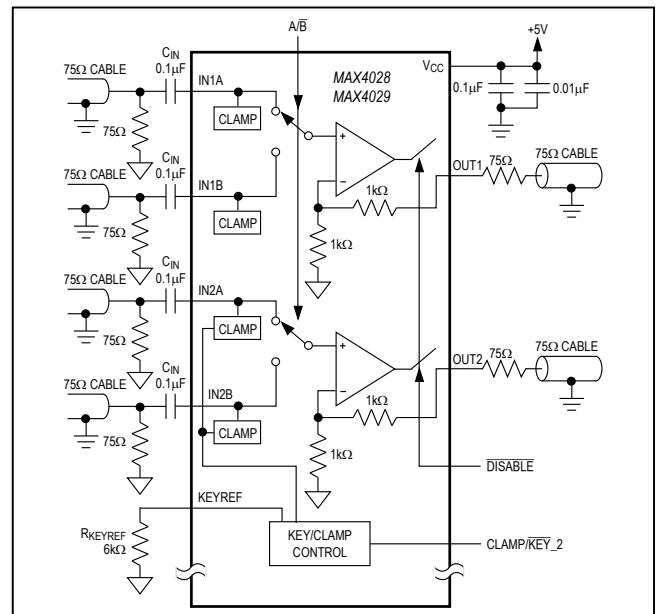 A/B̅
+5V
VCC
0.1µF
0.01µF
MAX4028
MAX4029
75Ω CABLE
CIN
0.1µF
IN1A
CLAMP
75Ω
75Ω CABLE
CIN
0.1µF
IN1B
CLAMP
75Ω
1kΩ
1kΩ
OUT1
75Ω
75Ω CABLE
75Ω CABLE
CIN
0.1µF
IN2A
CLAMP
75Ω
75Ω CABLE
CIN
0.1µF
IN2B
CLAMP
75Ω
1kΩ
1kΩ
OUT2
75Ω
75Ω CABLE
D̅I̅S̅A̅B̅L̅E̅
KEYREF
RKEYREF
6kΩ
KEY/CLAMP
CONTROL
CLAMP/K̅E̅Y̅_2
+
−
+
−